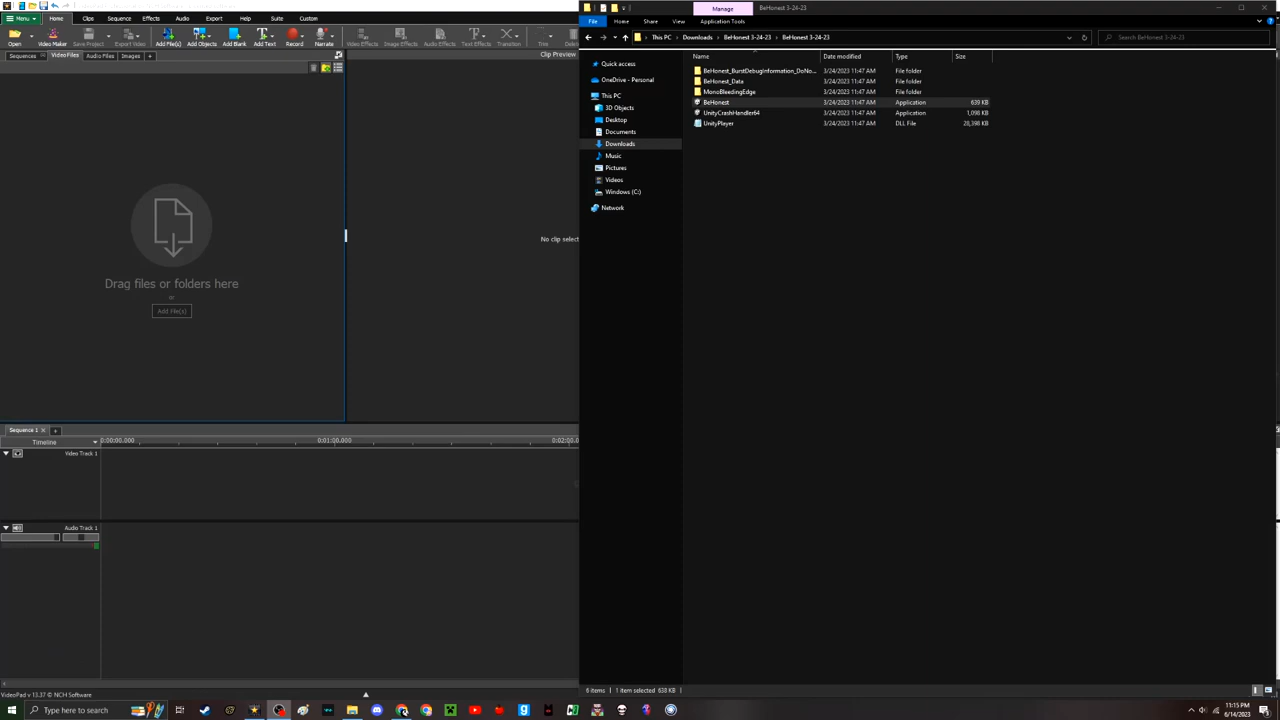 Menu Home Clips Sequence Effects Audio Export Help Suite Custom
Open Video Maker Save Project Export Video Add File(s) Add Objects Add Blank Add Text Record Narrate Video Effects Image Effects Audio Effects Text Effects Transition Trim Delete
Sequences Video Files Audio Files Images +
Clip Preview
Drag files or folders here
or
Add File(s)
No clip select
Sequence 1 +
Timeline 0:00:00.000 0:01:00.000 0:02:00.
Video Track 1
Audio Track 1
VideoPad v 13.37 © NCH Software
Manage BeHonest 3-24-23
File Home Share View Application Tools
This PC > Downloads > BeHonest 3-24-23 > BeHonest 3-24-23
Search BeHonest 3-24-23
Name Date modified Type Size
BeHonest_BurstDebugInformation_DoNo... 3/24/2023 11:47 AM File folder
BeHonest_Data 3/24/2023 11:47 AM File folder
MonoBleedingEdge 3/24/2023 11:47 AM File folder
BeHonest 3/24/2023 11:47 AM Application 639 KB
UnityCrashHandler64 3/24/2023 11:47 AM Application 1,098 KB
UnityPlayer 3/24/2023 11:47 AM DLL File 28,398 KB
Quick access
OneDrive - Personal
This PC
3D Objects
Desktop
Documents
Downloads
Music
Pictures
Videos
Windows (C:)
Network
6 items 1 item selected 638 KB
Type here to search
11:15 PM
6/14/2023